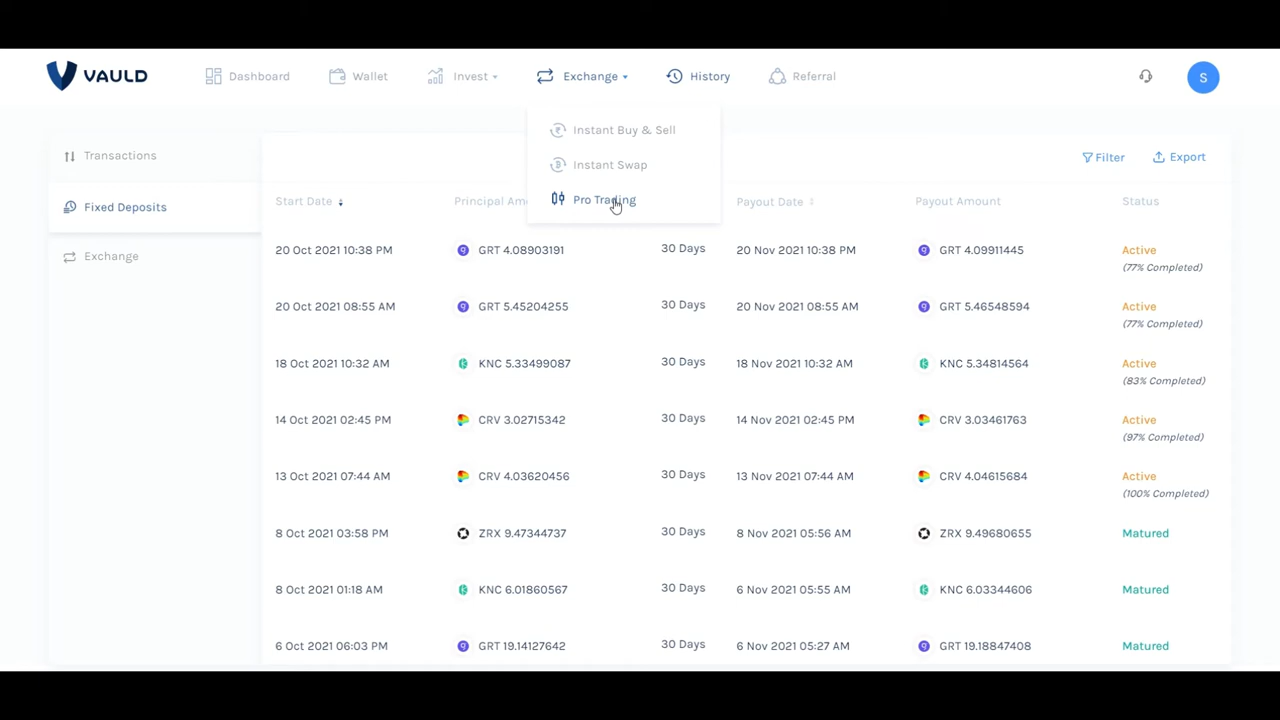 VAULD Dashboard Wallet Invest Exchange History Referral S
Instant Buy & Sell
Instant Swap
Pro Trading
Transactions
Fixed Deposits
Exchange
Filter Export
Start Date Principal Payout Date Payout Amount Status
20 Oct 2021 10:38 PM GRT 4.08903191 30 Days 20 Nov 2021 10:38 PM GRT 4.09911445 Active
(77% Completed)
20 Oct 2021 08:55 AM GRT 5.45204255 30 Days 20 Nov 2021 08:55 AM GRT 5.46548594 Active
(77% Completed)
18 Oct 2021 10:32 AM KNC 5.33499087 30 Days 18 Nov 2021 10:32 AM KNC 5.34814564 Active
(83% Completed)
14 Oct 2021 02:45 PM CRV 3.02715342 30 Days 14 Nov 2021 02:45 PM CRV 3.03461763 Active
(97% Completed)
13 Oct 2021 07:44 AM CRV 4.03620456 30 Days 13 Nov 2021 07:44 AM CRV 4.04615684 Active
(100% Completed)
8 Oct 2021 03:58 PM ZRX 9.47344737 30 Days 8 Nov 2021 05:56 AM ZRX 9.49680655 Matured
8 Oct 2021 01:18 AM KNC 6.01860567 30 Days 6 Nov 2021 05:55 AM KNC 6.03344606 Matured
6 Oct 2021 06:03 PM GRT 19.14127642 30 Days 6 Nov 2021 05:27 AM GRT 19.18847408 Matured